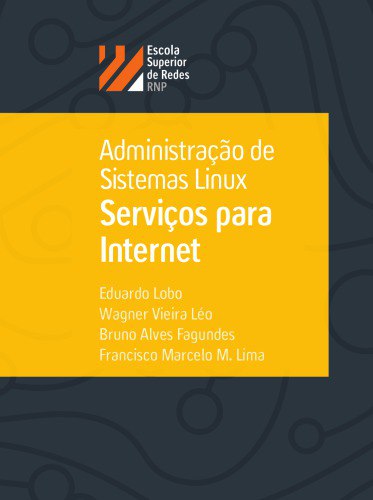 Escola
Superior
de Redes
RNP
Administração de
Sistemas Linux
Serviços para
Internet
Eduardo Lobo
Wagner Vieira Léo
Bruno Alves Fagundes
Francisco Marcelo M. Lima